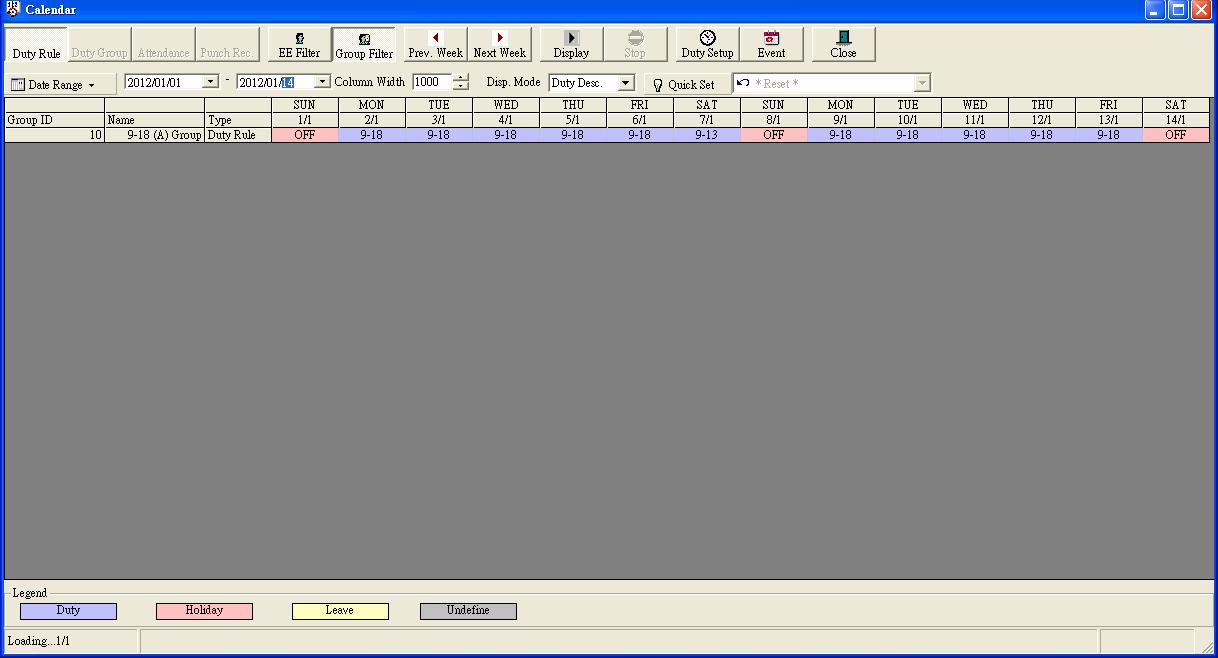 Calendar
Duty Rule Duty Group Attendance Punch Rec. EE Filter Group Filter Prev. Week Next Week Display Stop Duty Setup Event Close
Date Range 2012/01/01 - 2012/01/14 Column Width 1000 Disp. Mode Duty Desc. Quick Set * Reset *
SUN MON TUE WED THU FRI SAT SUN MON TUE WED THU FRI SAT
Group ID Name Type 1/1 2/1 3/1 4/1 5/1 6/1 7/1 8/1 9/1 10/1 11/1 12/1 13/1 14/1
10 9-18 (A) Group Duty Rule OFF 9-18 9-18 9-18 9-18 9-18 9-13 OFF 9-18 9-18 9-18 9-18 9-18 OFF
Legend
Duty Holiday Leave Undefine
Loading...1/1